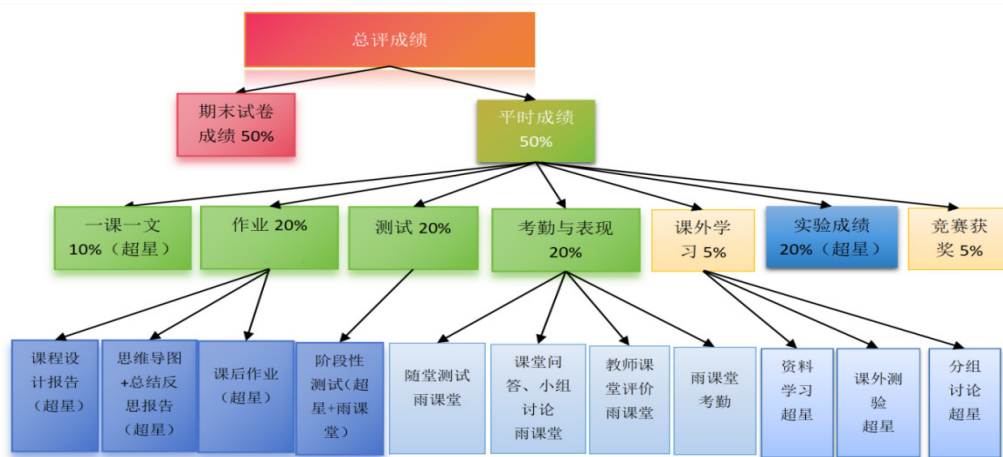 总评成绩
期末试卷
成绩 50%
平时成绩
50%
一课一文
10%（超星）
作业 20%
测试 20%
考勤与表现
20%
课外学
习 5%
实验成绩
20%（超星）
竞赛获
奖 5%
课程设
计报告
（超星）
思维导图
+总结反
思报告
（超星）
课后作业
（超星）
阶段性
测试（超
星+雨课
堂）
随堂测试
雨课堂
课堂问
答、小组
讨论
雨课堂
教师课
堂评价
雨课堂
雨课堂
考勤
资料
学习
超星
课外测
验
超星
分组
讨论
超星